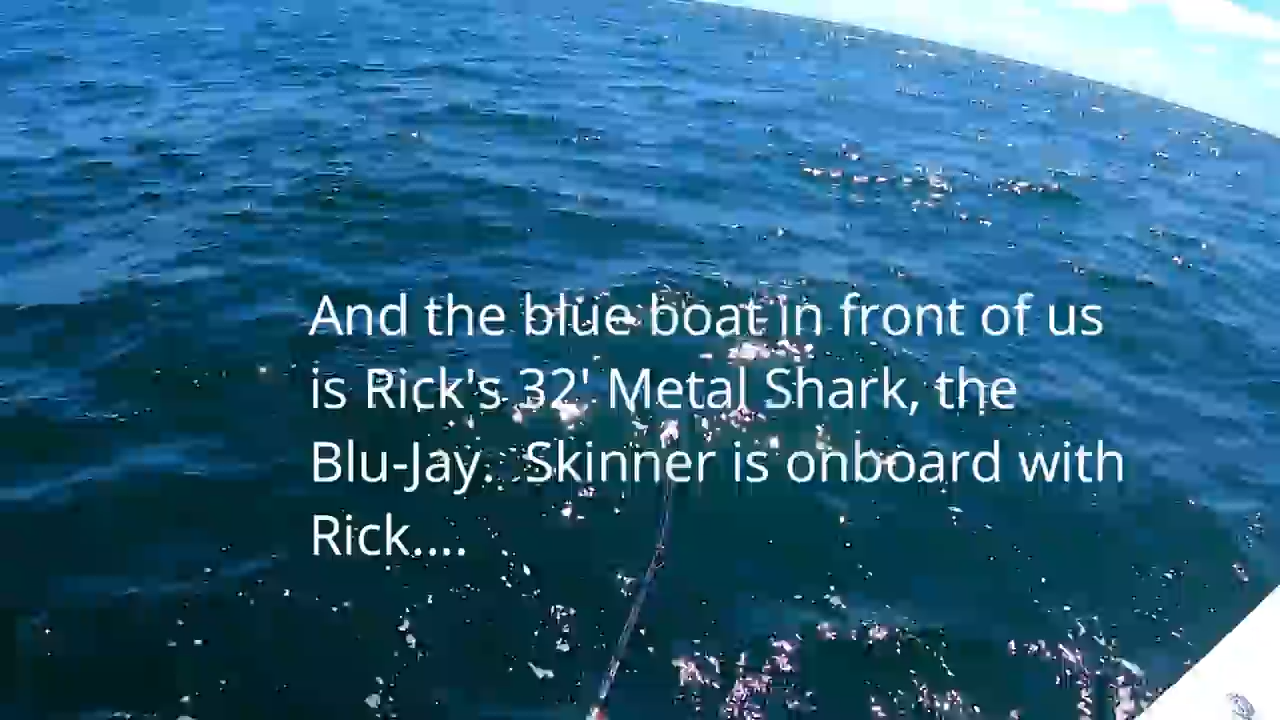 And the blue boat in front of us
is Rick's 32' Metal Shark, the
Blu-Jay.  Skinner is onboard with
Rick....